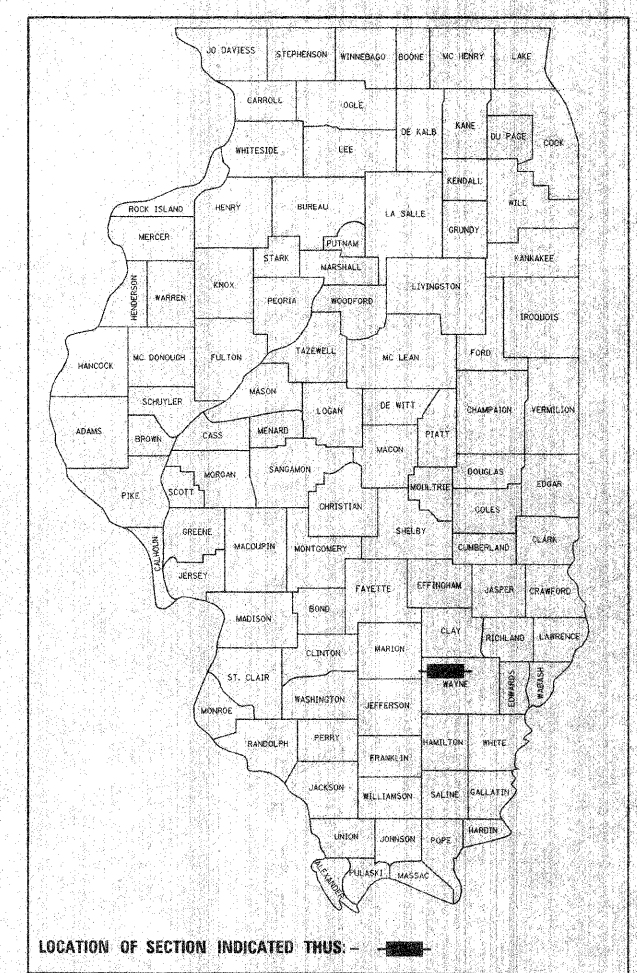 JO DAVIESS STEPHENSON WINNEBAGO BOONE MC HENRY LAKE
CARROLL OGLE
DE KALB KANE DU PAGE COOK
WHITESIDE LEE
KENDALL
WILL
ROCK ISLAND HENRY BUREAU LA SALLE
GRUNDY
MERCER PUTNAM
STARK KANKAKEE
MARSHALL
HENDERSON WARREN KNOX LIVINGSTON
PEORIA WOODFORD
IROQUOIS
TAZEWELL MC LEAN FORD
HANCOCK MC DONOUGH FULTON
MASON
SCHUYLER DE WITT CHAMPAIGN VERMILION
LOGAN
ADAMS PIATT
BROWN CASS MENARD
MACON
SANGAMON DOUGLAS
MORGAN MOULTRIE EDGAR
PIKE SCOTT
CHRISTIAN COLES
SHELBY
GREENE MACOUPIN MONTGOMERY CUMBERLAND CLARK
CALHOUN
JERSEY FAYETTE EFFINGHAM JASPER CRAWFORD
BOND
MADISON CLAY
RICHLAND LAWRENCE
CLINTON MARION
ST. CLAIR WAYNE EDWARDS WABASH
WASHINGTON
JEFFERSON
MONROE
RANDOLPH PERRY HAMILTON WHITE
FRANKLIN
JACKSON WILLIAMSON SALINE GALLATIN
UNION JOHNSON POPE HARDIN
ALEXANDER PULASKI MASSAC
LOCATION OF SECTION INDICATED THUS: -